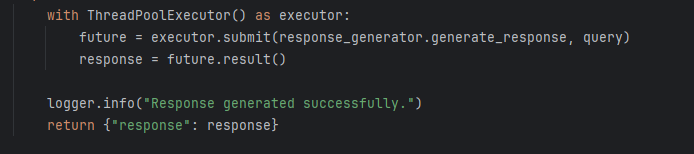 with ThreadPoolExecutor() as executor:
    future = executor.submit(response_generator.generate_response, query)
    response = future.result()

logger.info("Response generated successfully.")
return {"response": response}